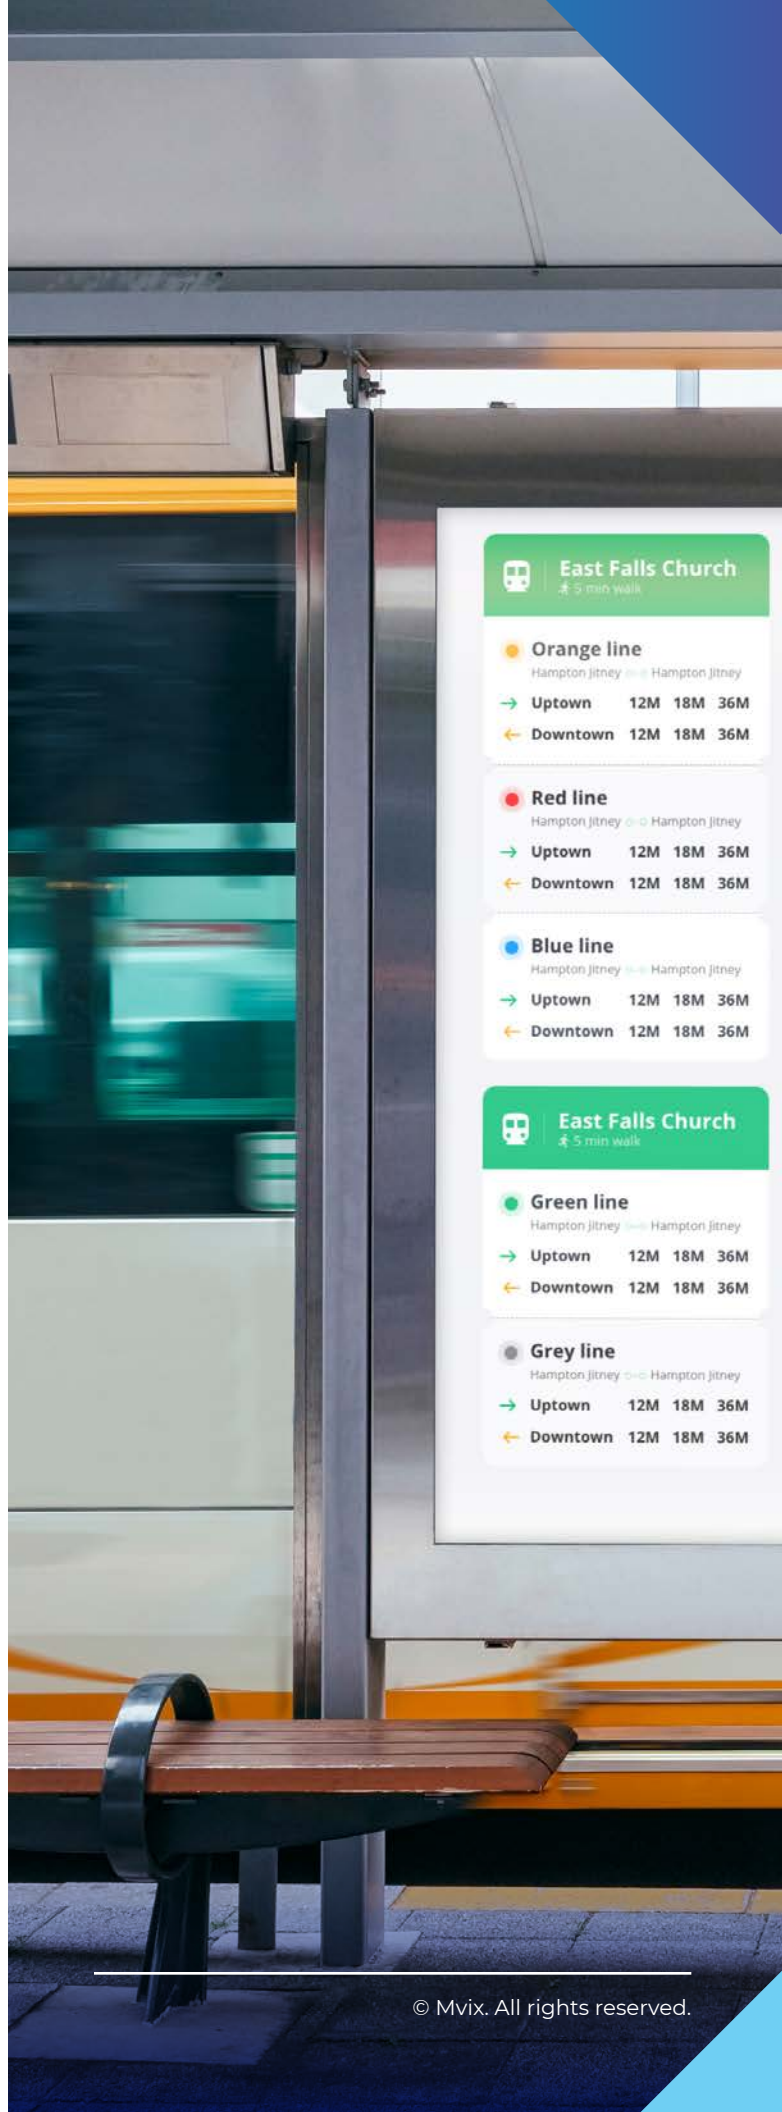 East Falls Church
5 min walk
Orange line
Hampton Jitney Hampton Jitney
→ Uptown 12M 18M 36M
← Downtown 12M 18M 36M
Red line
Hampton Jitney Hampton Jitney
→ Uptown 12M 18M 36M
← Downtown 12M 18M 36M
Blue line
Hampton Jitney Hampton Jitney
→ Uptown 12M 18M 36M
← Downtown 12M 18M 36M
East Falls Church
5 min walk
Green line
Hampton Jitney Hampton Jitney
→ Uptown 12M 18M 36M
← Downtown 12M 18M 36M
Grey line
Hampton Jitney Hampton Jitney
→ Uptown 12M 18M 36M
← Downtown 12M 18M 36M
© Mvix. All rights reserved.